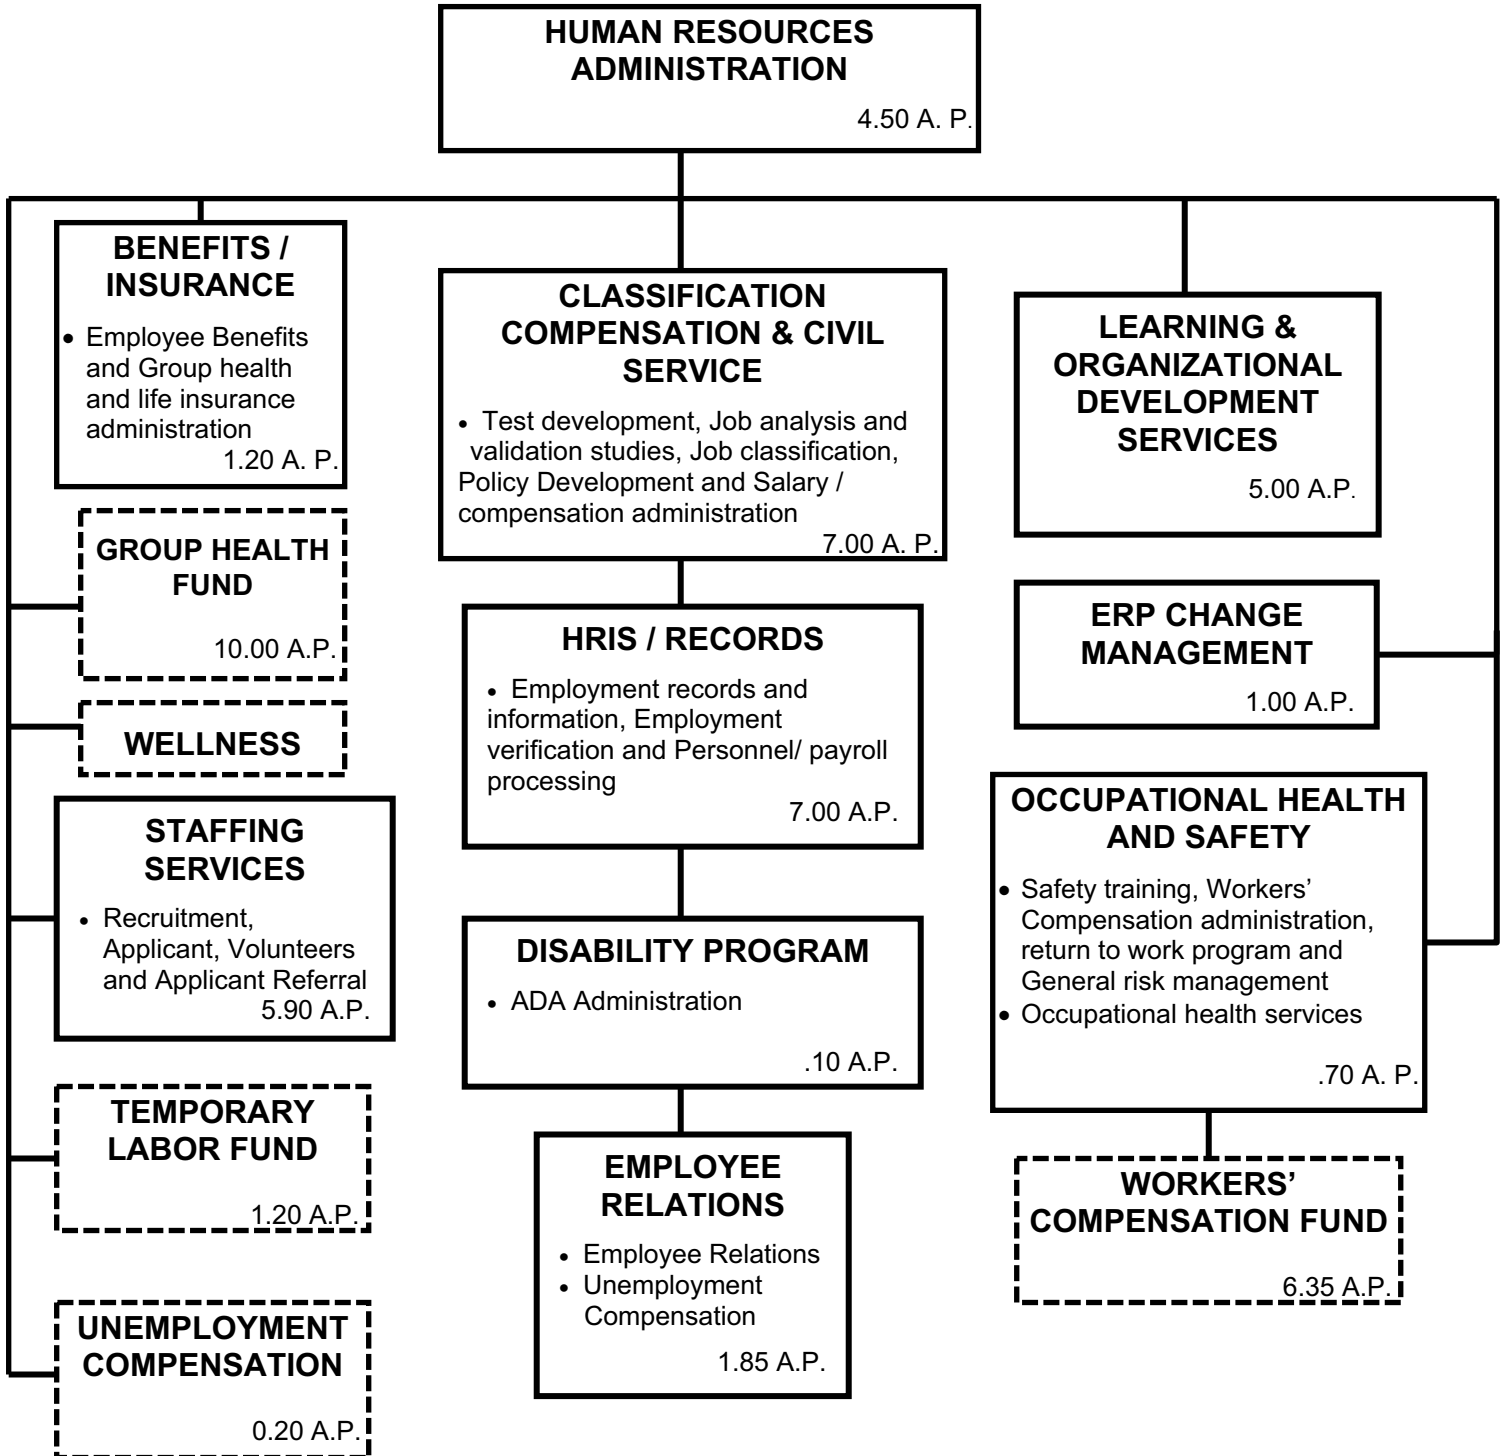 HUMAN RESOURCES
ADMINISTRATION
4.50 A. P.
BENEFITS /
INSURANCE
• Employee Benefits
and Group health
and life insurance
administration
1.20 A. P.
GROUP HEALTH
FUND
10.00 A.P.
WELLNESS
STAFFING
SERVICES
• Recruitment,
Applicant, Volunteers
and Applicant Referral
5.90 A.P.
TEMPORARY
LABOR FUND
1.20 A.P.
UNEMPLOYMENT
COMPENSATION
0.20 A.P.
CLASSIFICATION
COMPENSATION & CIVIL
SERVICE
• Test development, Job analysis and
validation studies, Job classification,
Policy Development and Salary /
compensation administration
7.00 A. P.
HRIS / RECORDS
• Employment records and
information, Employment
verification and Personnel/ payroll
processing
7.00 A.P.
DISABILITY PROGRAM
• ADA Administration
.10 A.P.
EMPLOYEE
RELATIONS
• Employee Relations
• Unemployment
Compensation
1.85 A.P.
LEARNING &
ORGANIZATIONAL
DEVELOPMENT
SERVICES
5.00 A.P.
ERP CHANGE
MANAGEMENT
1.00 A.P.
OCCUPATIONAL HEALTH
AND SAFETY
• Safety training, Workers’
Compensation administration,
return to work program and
General risk management
• Occupational health services
.70 A. P.
WORKERS’
COMPENSATION FUND
6.35 A.P.